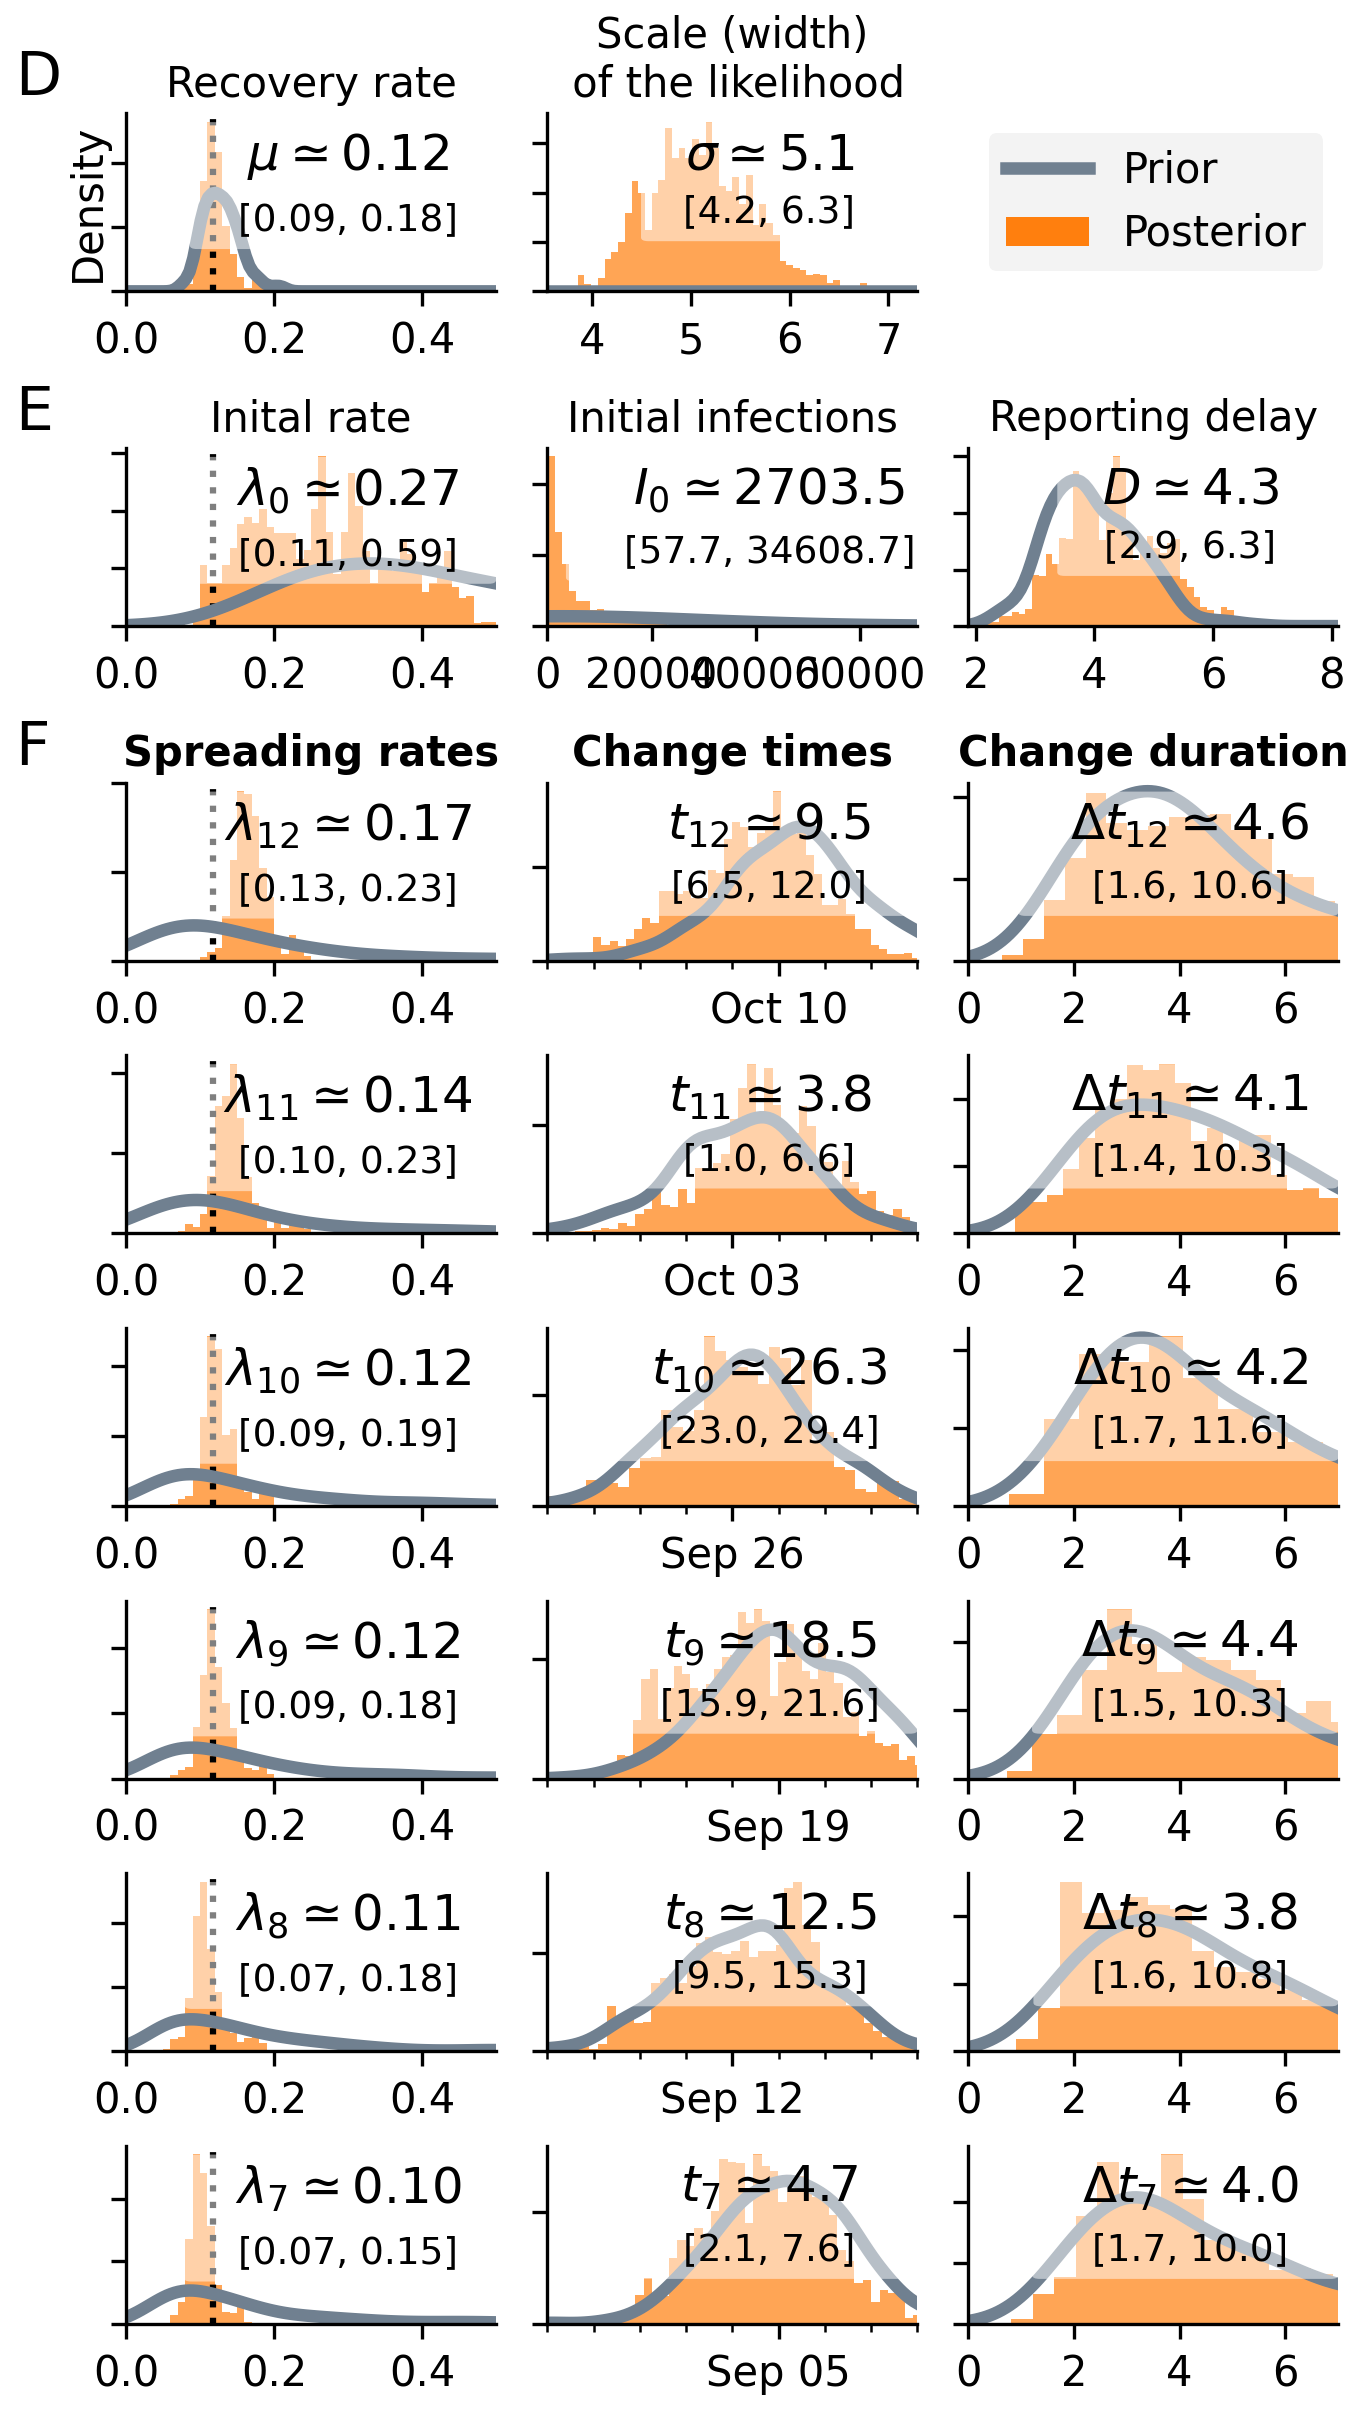 D
Recovery rate
Scale (width)
of the likelihood
Density
μ ≃ 0.12
[0.09, 0.18]
0.0 0.2 0.4
σ ≃ 5.1
[4.2, 6.3]
4 5 6 7
Prior
Posterior
E
Inital rate
λ0 ≃ 0.27
[0.11, 0.59]
0.0 0.2 0.4
Initial infections
I0 ≃ 2703.5
[57.7, 34608.7]
0 20000 40000 60000
Reporting delay
D ≃ 4.3
[2.9, 6.3]
2 4 6 8
F
Spreading rates
Change times
Change duration
λ12 ≃ 0.17
[0.13, 0.23]
0.0 0.2 0.4
t12 ≃ 9.5
[6.5, 12.0]
Oct 10
Δt12 ≃ 4.6
[1.6, 10.6]
0 2 4 6
λ11 ≃ 0.14
[0.10, 0.23]
0.0 0.2 0.4
t11 ≃ 3.8
[1.0, 6.6]
Oct 03
Δt11 ≃ 4.1
[1.4, 10.3]
0 2 4 6
λ10 ≃ 0.12
[0.09, 0.19]
0.0 0.2 0.4
t10 ≃ 26.3
[23.0, 29.4]
Sep 26
Δt10 ≃ 4.2
[1.7, 11.6]
0 2 4 6
λ9 ≃ 0.12
[0.09, 0.18]
0.0 0.2 0.4
t9 ≃ 18.5
[15.9, 21.6]
Sep 19
Δt9 ≃ 4.4
[1.5, 10.3]
0 2 4 6
λ8 ≃ 0.11
[0.07, 0.18]
0.0 0.2 0.4
t8 ≃ 12.5
[9.5, 15.3]
Sep 12
Δt8 ≃ 3.8
[1.6, 10.8]
0 2 4 6
λ7 ≃ 0.10
[0.07, 0.15]
0.0 0.2 0.4
t7 ≃ 4.7
[2.1, 7.6]
Sep 05
Δt7 ≃ 4.0
[1.7, 10.0]
0 2 4 6